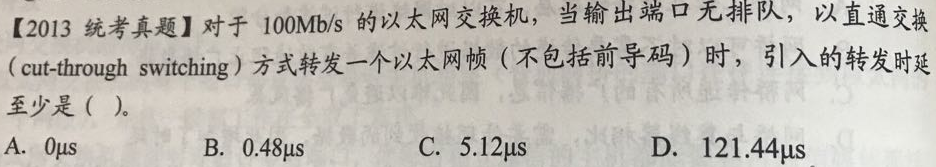 【2013 统考真题】对于 100Mb/s 的以太网交换机，当输出端口无排队，以直通交换
（cut-through switching）方式转发一个以太网帧（不包括前导码）时，引入的转发时延
至少是（ ）。
A. 0μs B. 0.48μs C. 5.12μs D. 121.44μs